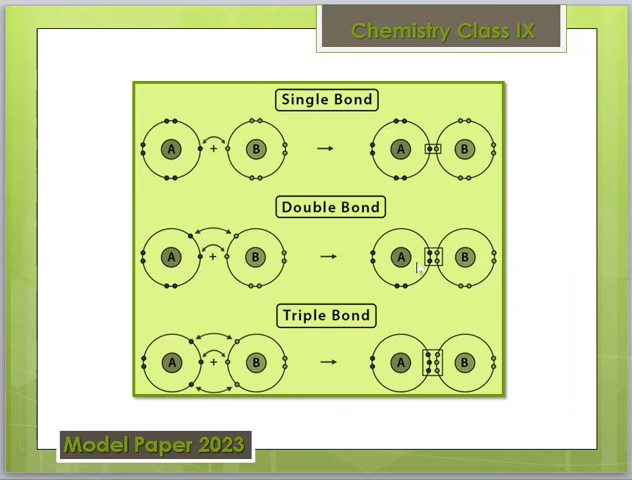 Chemistry Class IX
Single Bond
A + B → A B
Double Bond
A + B → A B
Triple Bond
A + B → A B
Model Paper 2023